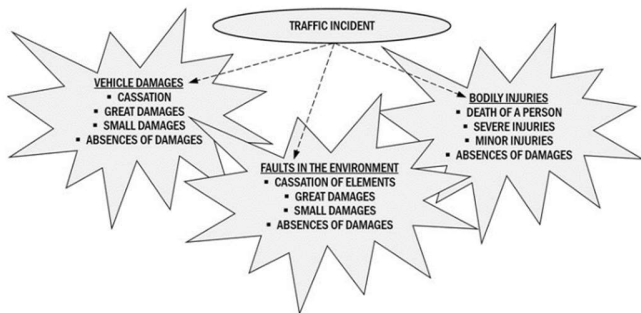 TRAFFIC INCIDENT
VEHICLE DAMAGES
▪ CASSATION
▪ GREAT DAMAGES
▪ SMALL DAMAGES
▪ ABSENCES OF DAMAGES
FAULTS IN THE ENVIRONMENT
▪ CASSATION OF ELEMENTS
▪ GREAT DAMAGES
▪ SMALL DAMAGES
▪ ABSENCES OF DAMAGES
BODILY INJURIES
▪ DEATH OF A PERSON
▪ SEVERE INJURIES
▪ MINOR INJURIES
▪ ABSENCES OF DAMAGES